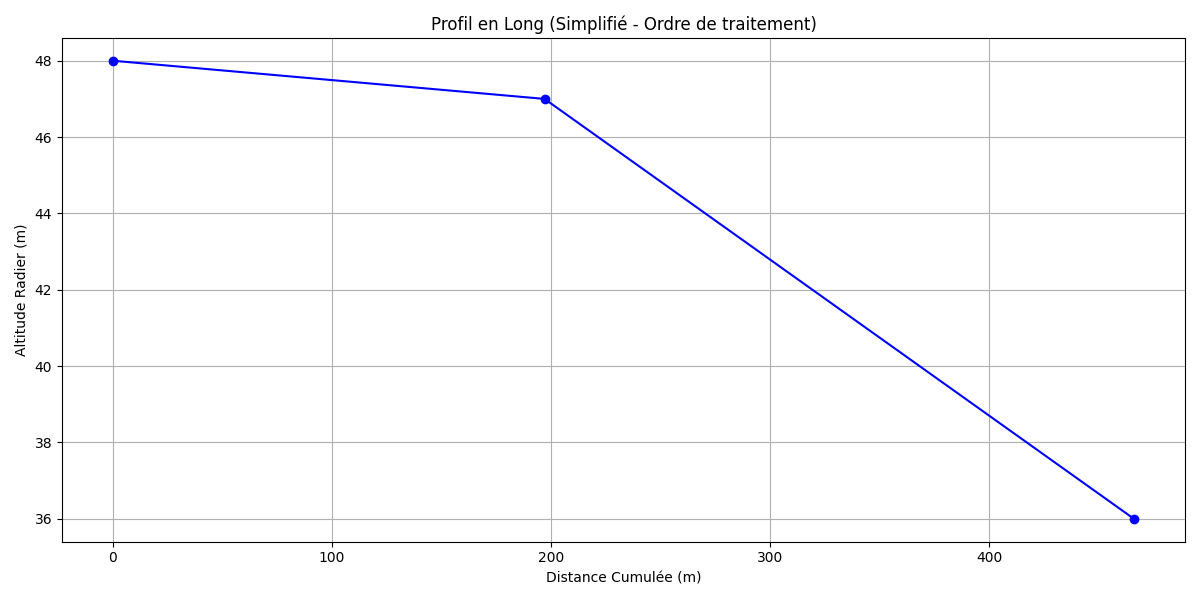 Profil en Long (Simplifié - Ordre de traitement)
48
46
44
42
40
38
36
Altitude Radier (m)
0 100 200 300 400
Distance Cumulée (m)